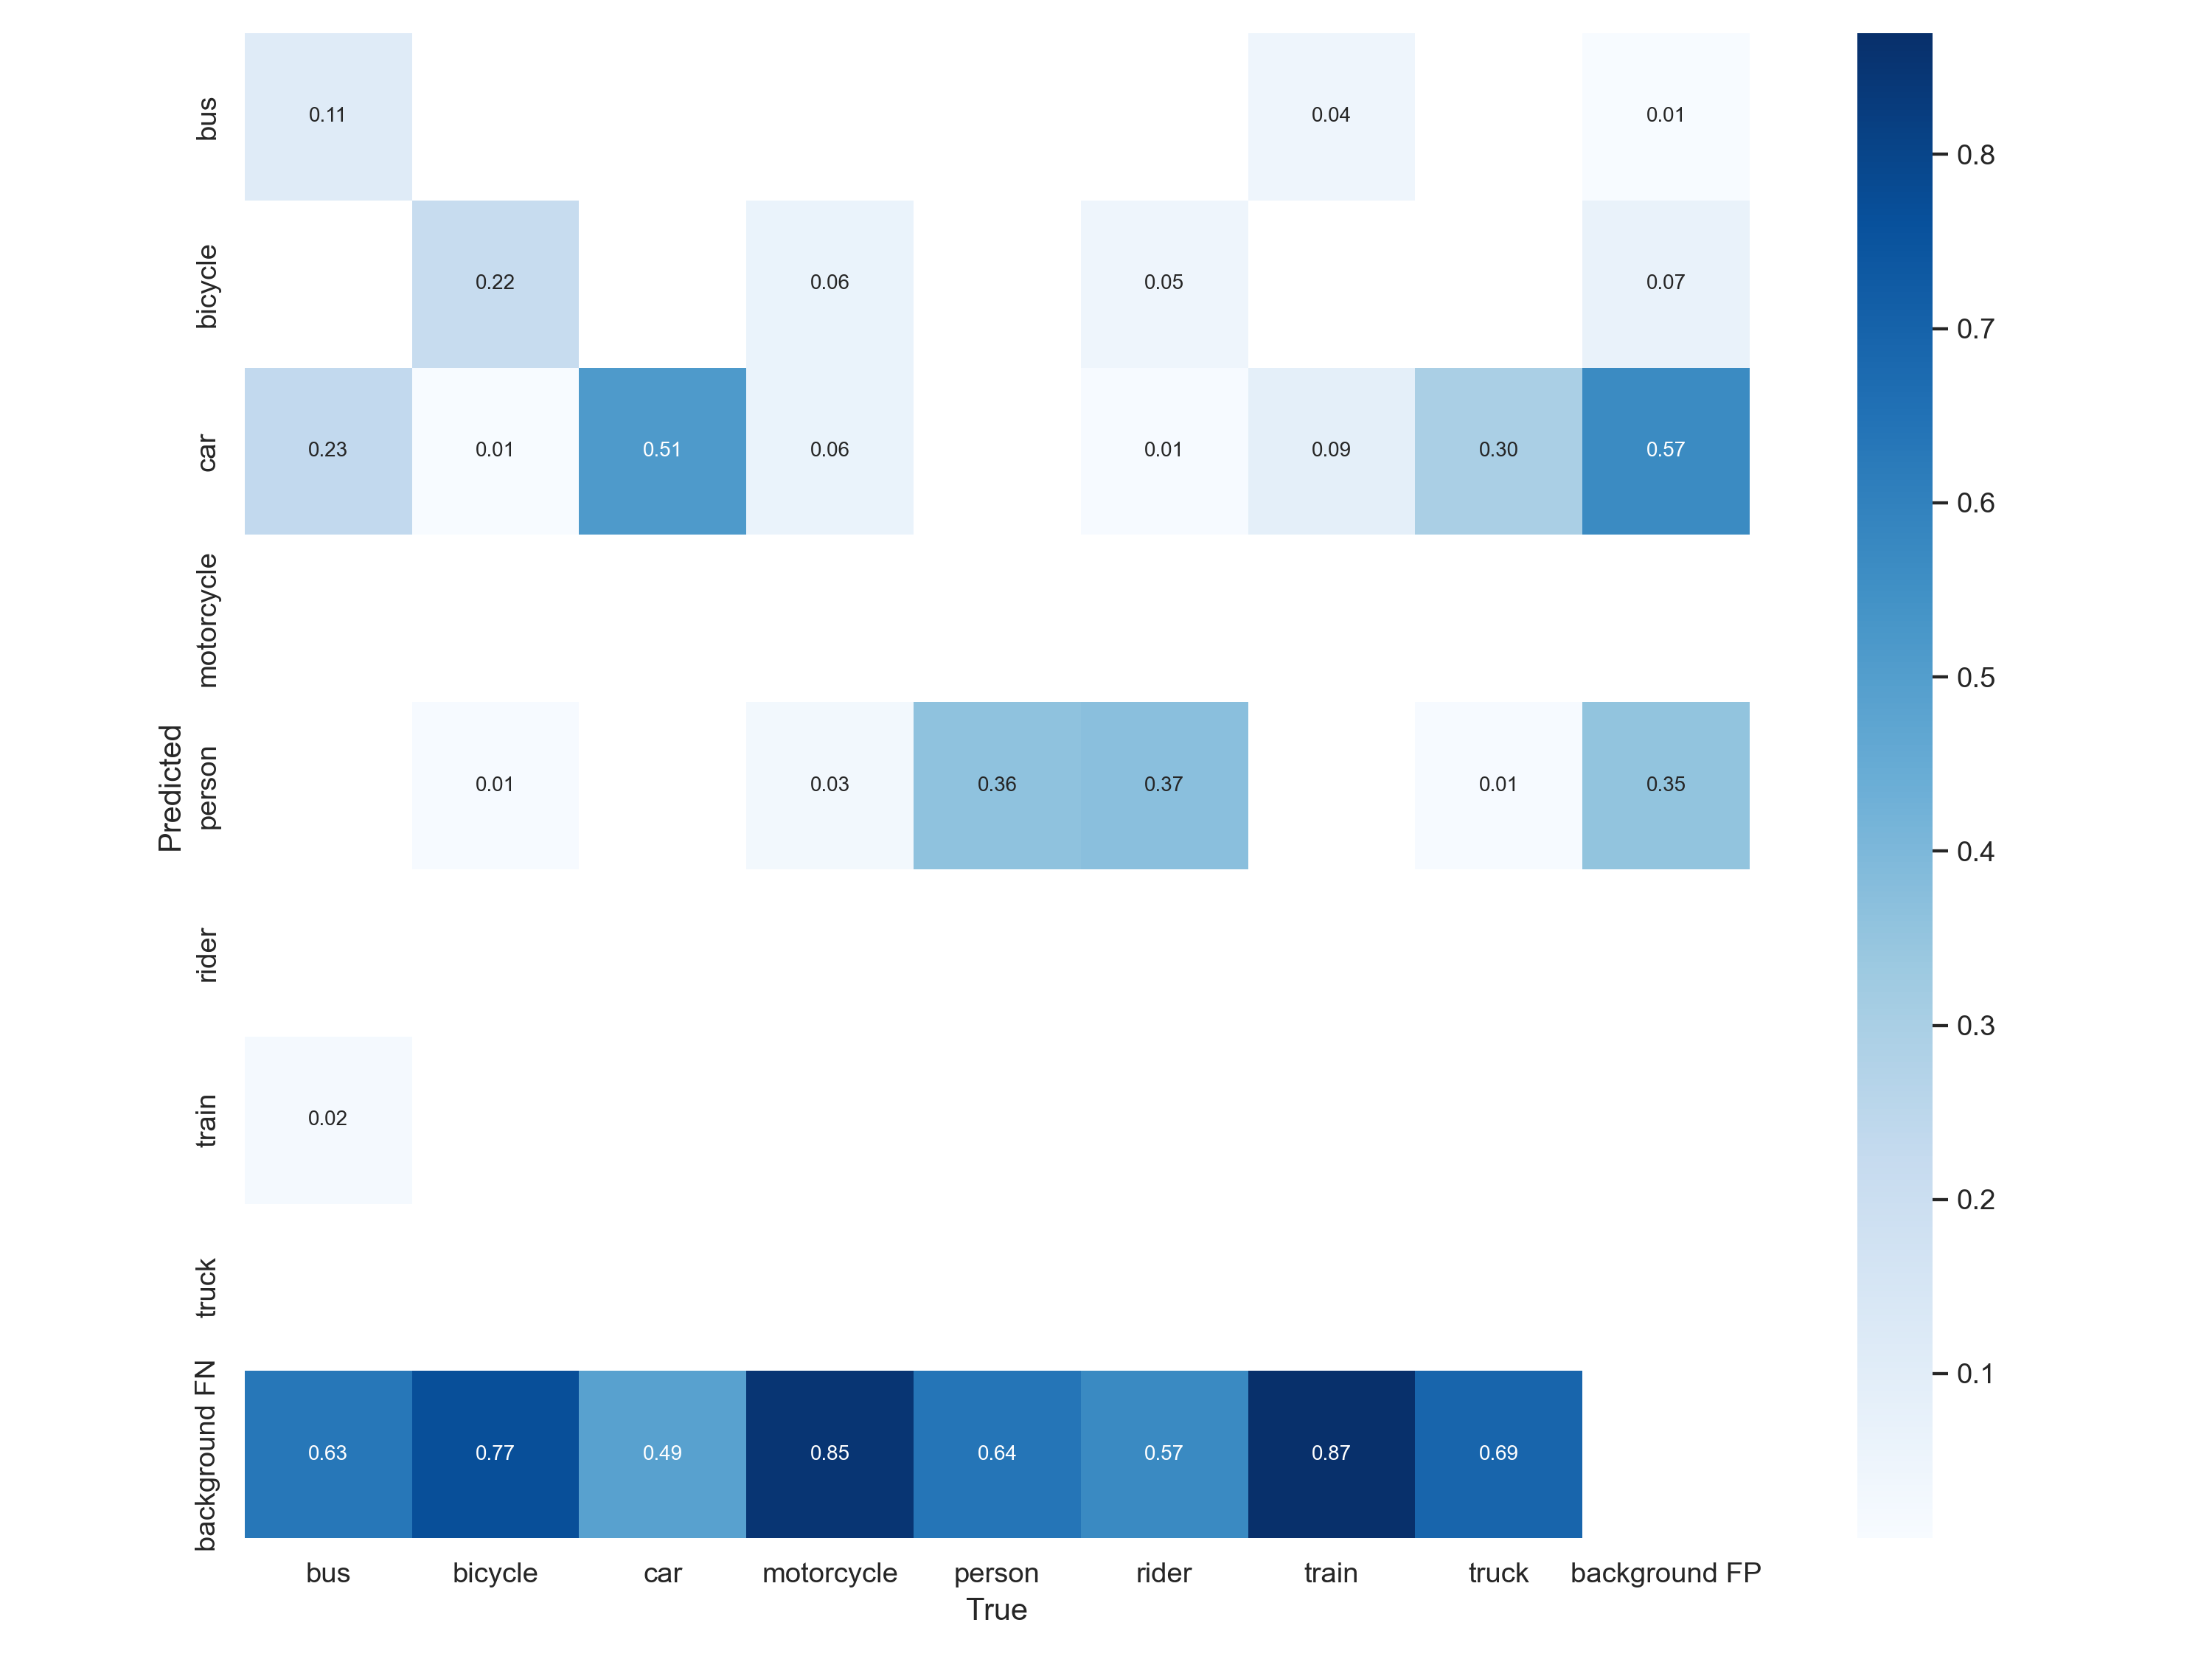 bus
0.11 0.04 0.01
0.8
bicycle
0.22 0.06 0.05 0.07
0.7
car
0.23 0.01 0.51 0.06 0.01 0.09 0.30 0.57
0.6
motorcycle
0.5
Predicted
person
0.01 0.03 0.36 0.37 0.01 0.35
0.4
rider
0.3
train
0.02
0.2
truck
0.1
background FN
0.63 0.77 0.49 0.85 0.64 0.57 0.87 0.69
bus bicycle car motorcycle person rider train truck background FP
True